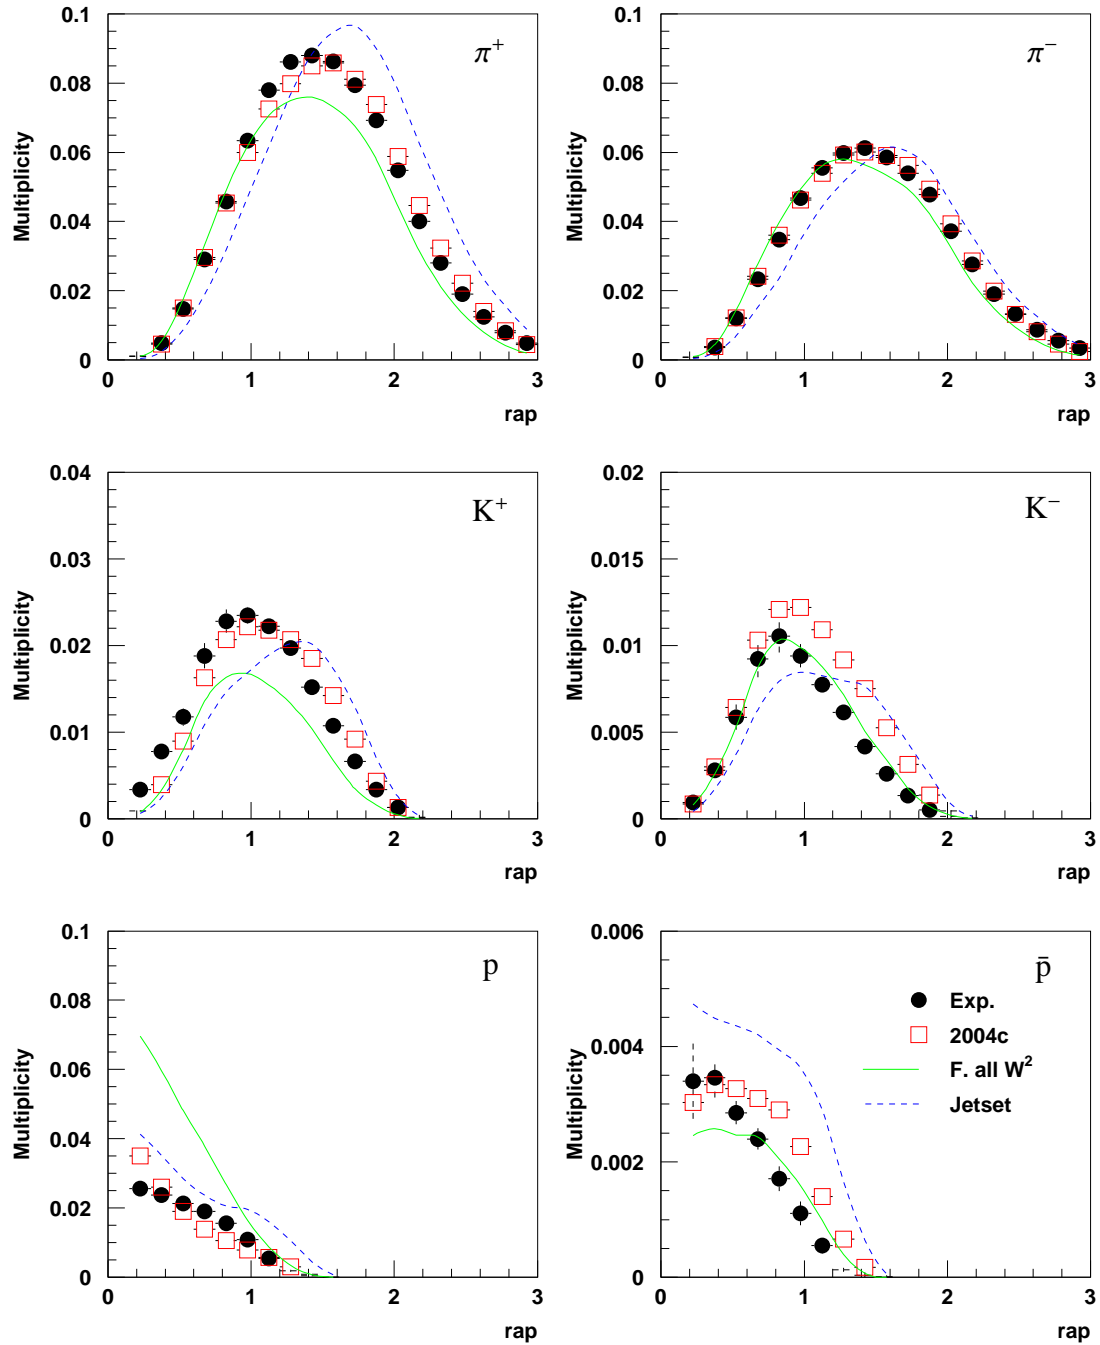 0.1
0.08
0.06
0.04
0.02
0
0 1 2 3
Multiplicity
rap
π⁺
0.1
0.08
0.06
0.04
0.02
0
0 1 2 3
Multiplicity
rap
π⁻
0.04
0.03
0.02
0.01
0
0 1 2 3
Multiplicity
rap
K⁺
0.02
0.015
0.01
0.005
0
0 1 2 3
Multiplicity
rap
K⁻
0.1
0.08
0.06
0.04
0.02
0
0 1 2 3
Multiplicity
rap
p
0.006
0.004
0.002
0
0 1 2 3
Multiplicity
rap
p̄
Exp.
2004c
F. all W²
Jetset